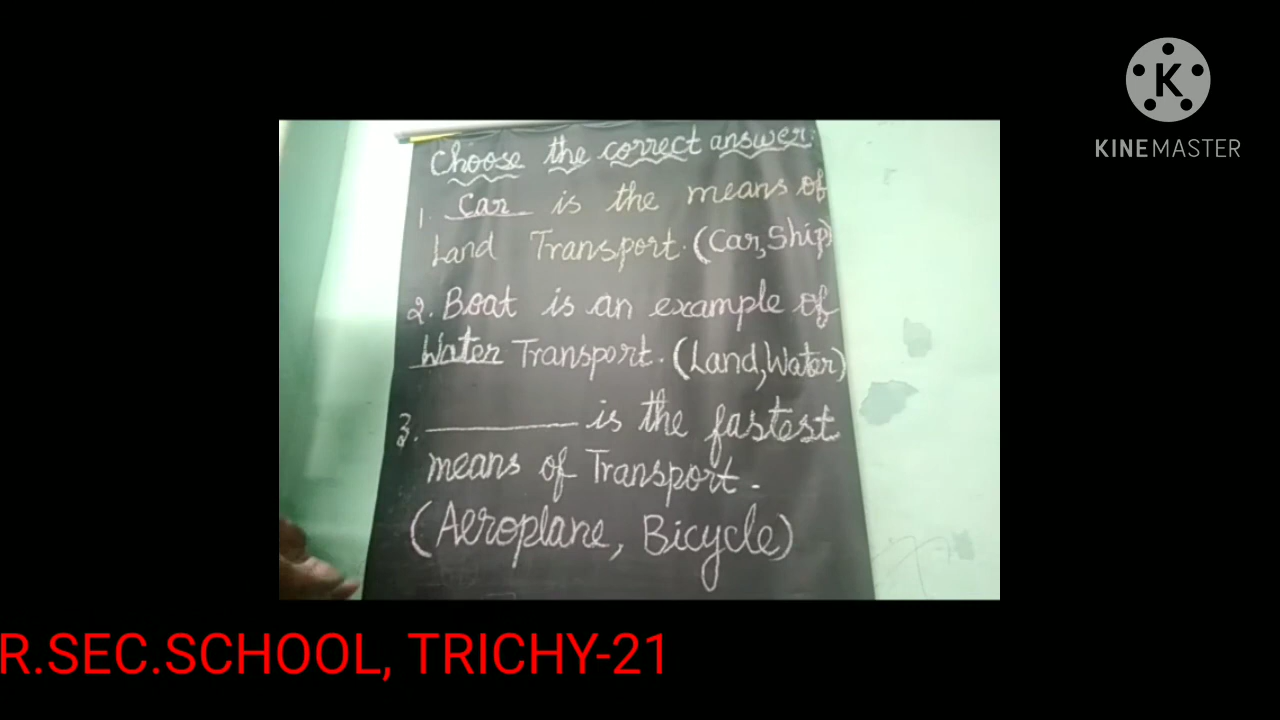 KINEMASTER
Choose the correct answer:
1. Car is the means of
Land Transport. (Car, Ship)
2. Boat is an example of
Water Transport. (Land, Water)
3. __________ is the fastest
means of Transport.
(Aeroplane, Bicycle)
R.SEC.SCHOOL, TRICHY-21